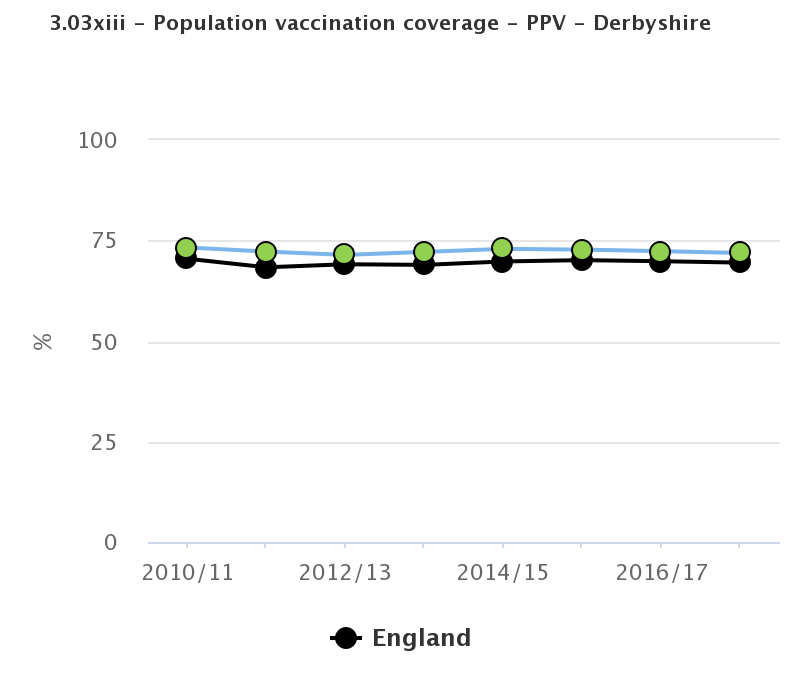 3.03xiii – Population vaccination coverage – PPV – Derbyshire
100
75
50
25
0
%
2010/11 2012/13 2014/15 2016/17
England